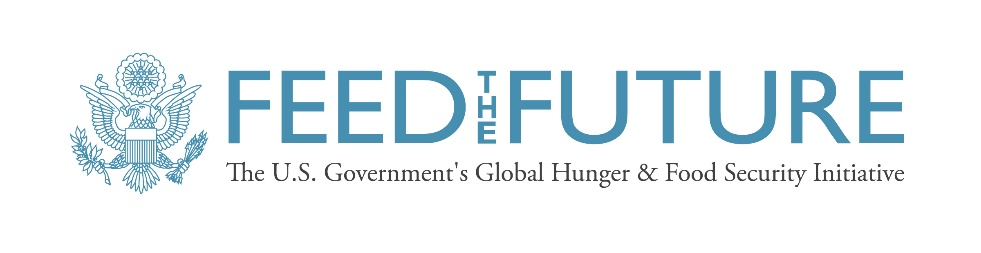 FEED THE FUTURE
The U.S. Government's Global Hunger & Food Security Initiative